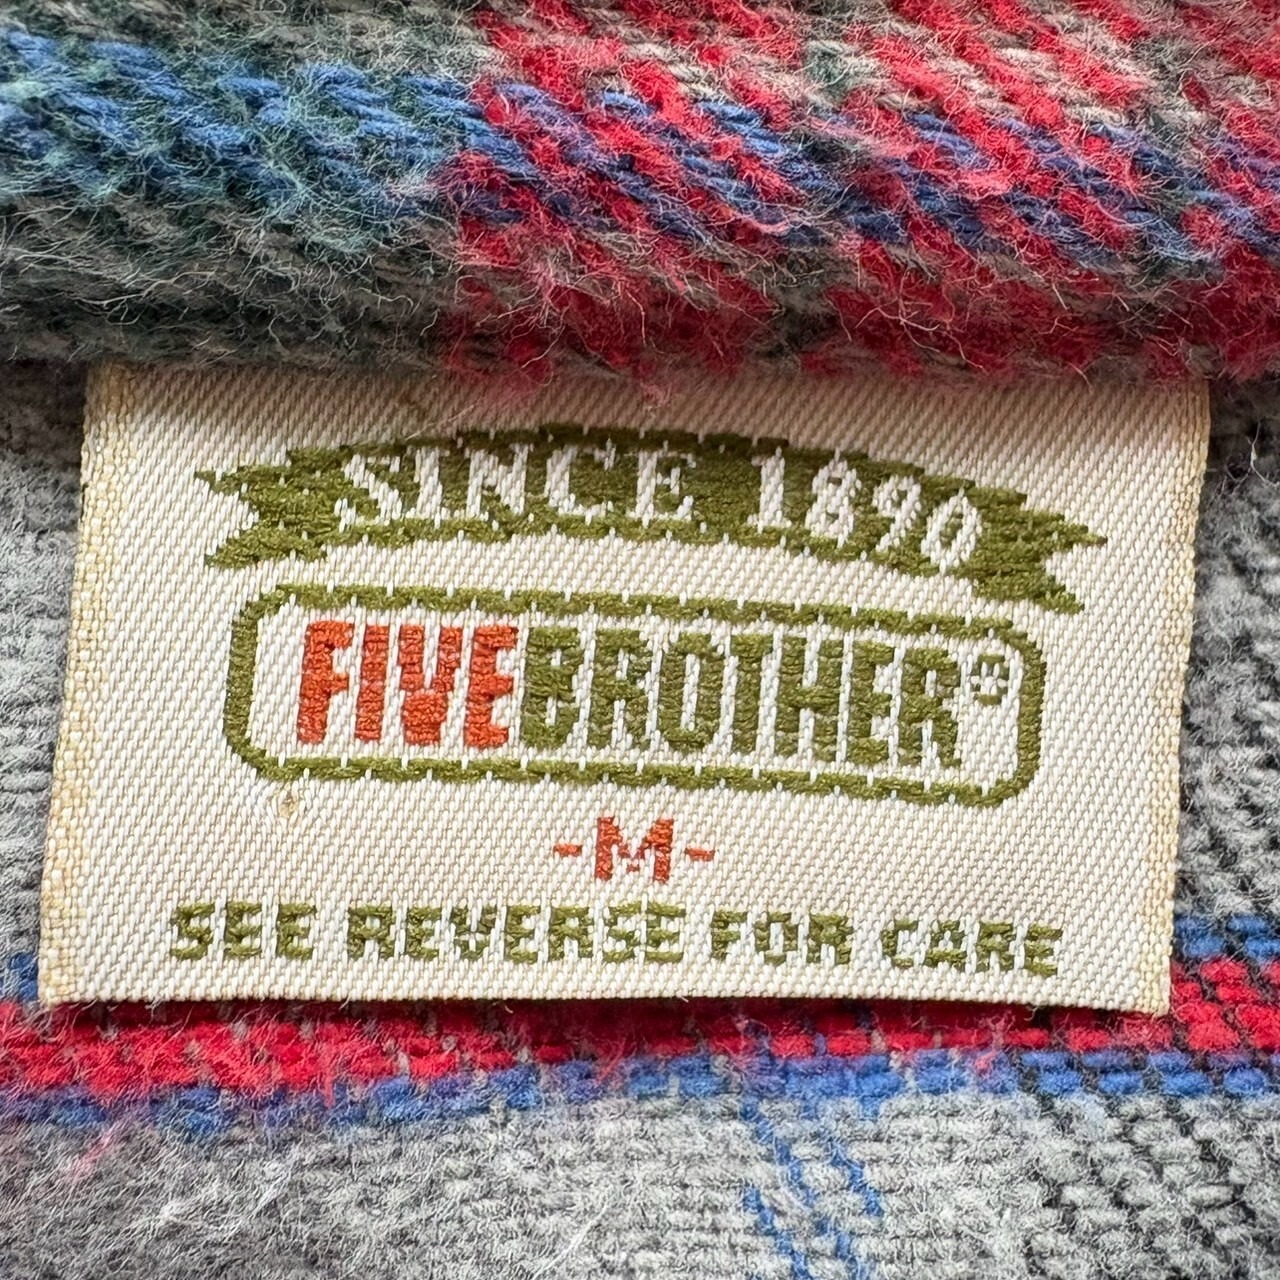 SINCE 1890
FIVEBROTHER®
-M-
SEE REVERSE FOR CARE